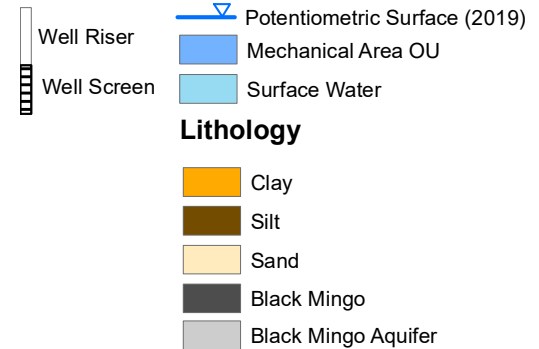 Well Riser
Well Screen
Potentiometric Surface (2019)
Mechanical Area OU
Surface Water
Lithology
Clay
Silt
Sand
Black Mingo
Black Mingo Aquifer